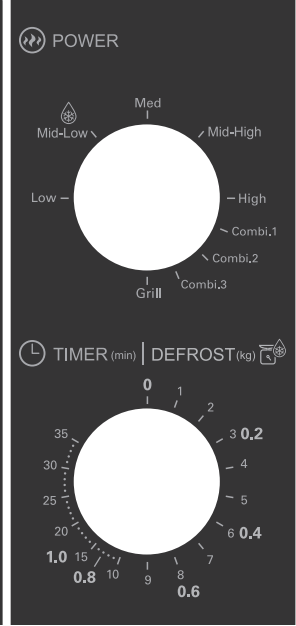 POWER
Med
Mid-Low
Mid-High
Low
High
Combi.1
Combi.2
Combi.3
Grill
TIMER (min) | DEFROST (kg)
0
1
2
3 0.2
4
5
6 0.4
7
8
0.6
9
10
0.8
15
1.0
20
25
30
35